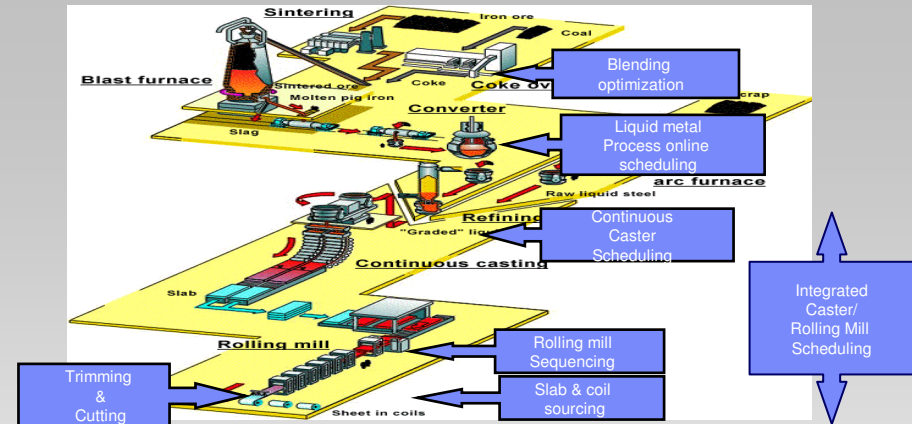 Sintering
Iron ore
Coal
Blast furnace
Blending
optimization
Sintered ore
Coke
Coke
Molten pig iron
Converter
Slag
Liquid metal
Process online
scheduling
arc furnace
Raw liquid steel
Refining
"Graded"
Continuous
Caster
Scheduling
Continuous casting
Slab
Integrated
Caster/
Rolling Mill
Scheduling
Rolling mill
Rolling mill
Sequencing
Trimming
&
Cutting
Slab & coil
sourcing
Sheet in coils